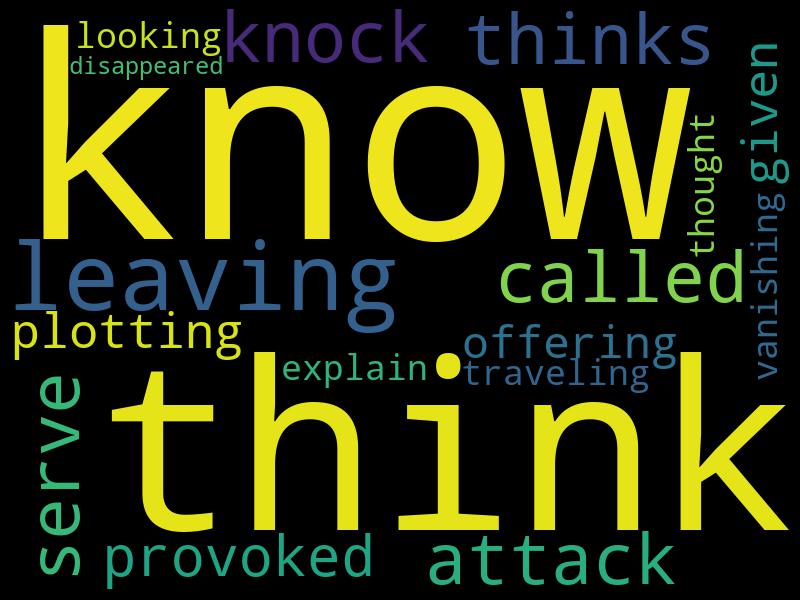 looking
knock
thinks
disappeared
know
given
thought
leaving
called
vanishing
plotting
offering
explain
traveling
think
serve
provoked
attack